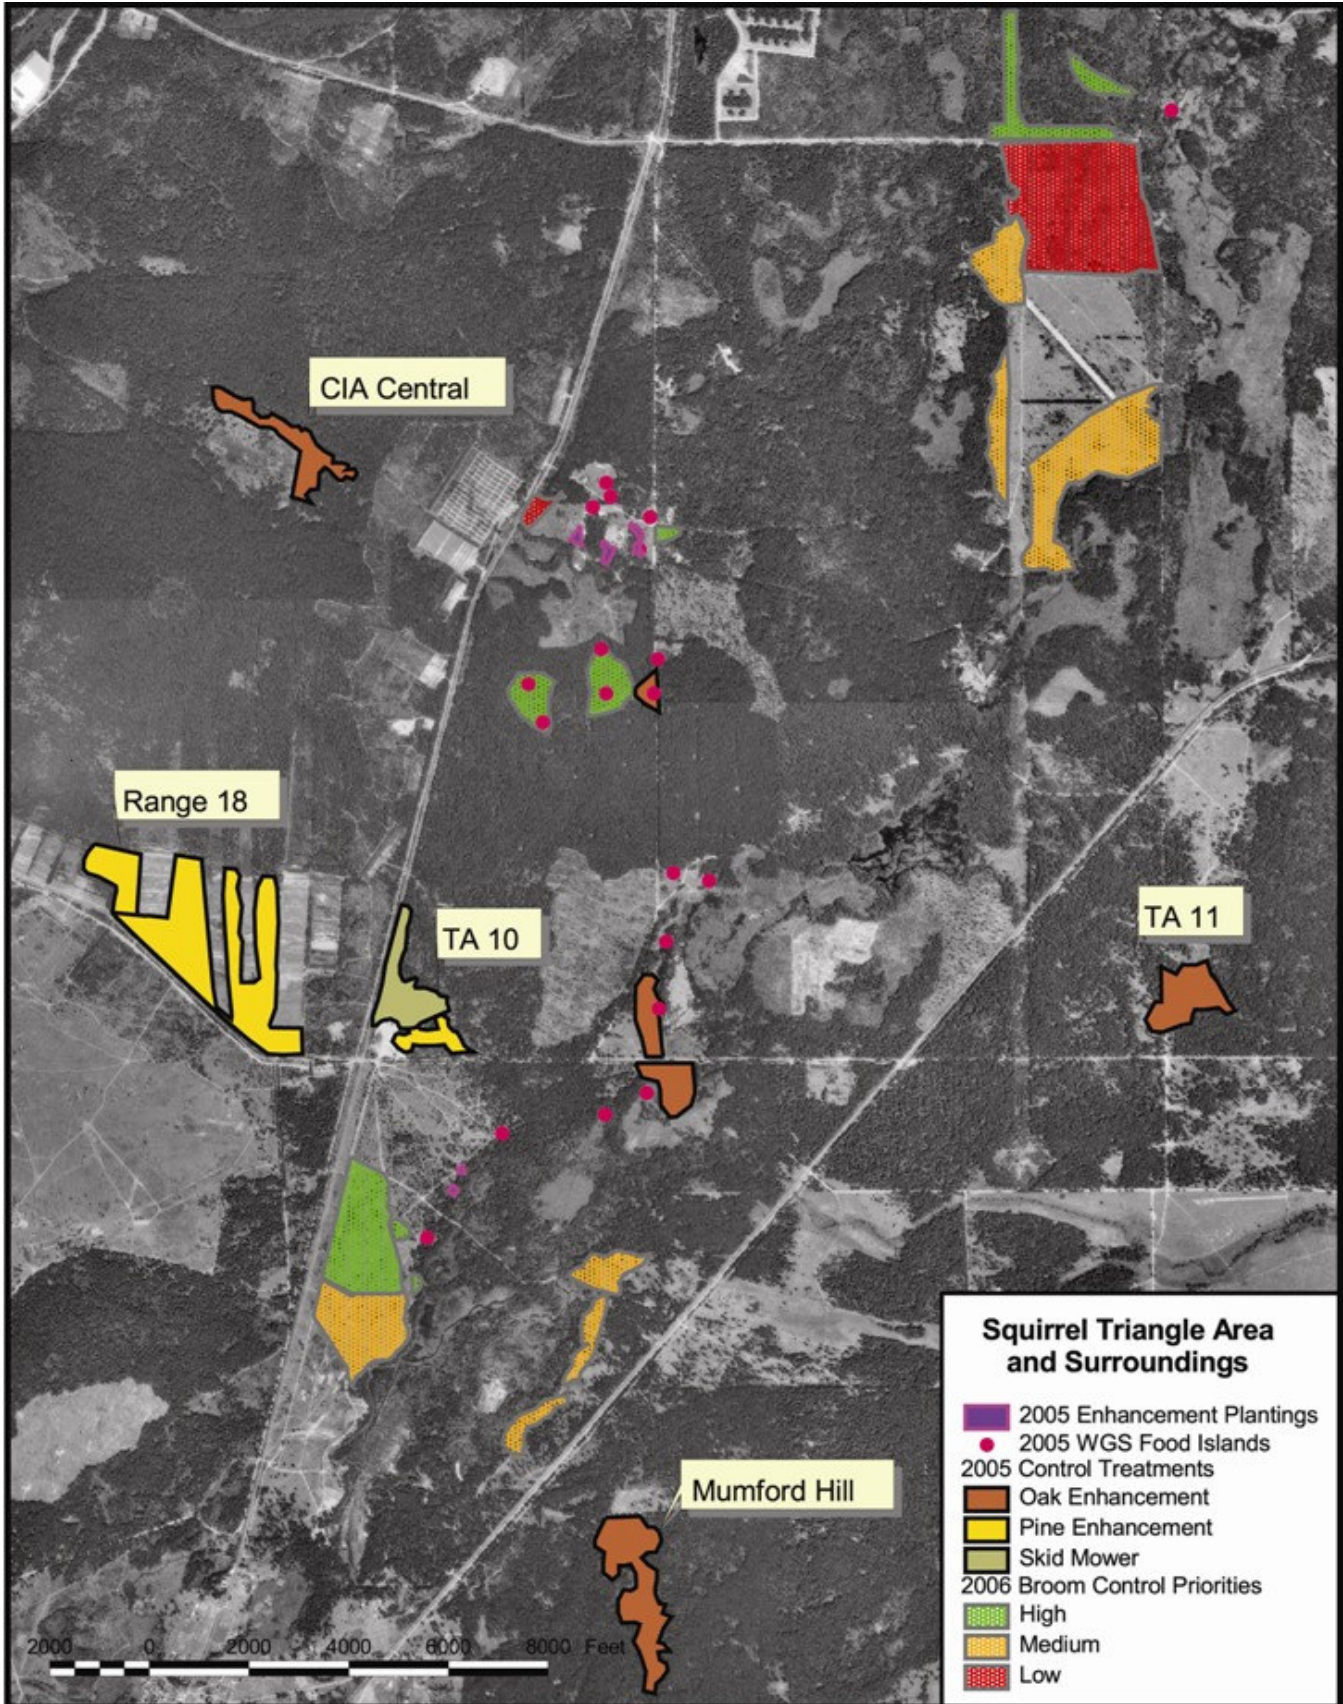 CIA Central
Range 18
TA 10
TA 11
Mumford Hill
Squirrel Triangle Area
and Surroundings
2005 Enhancement Plantings
2005 WGS Food Islands
2005 Control Treatments
Oak Enhancement
Pine Enhancement
Skid Mower
2006 Broom Control Priorities
High
Medium
Low
2000 0 2000 4000 6000 8000 Feet